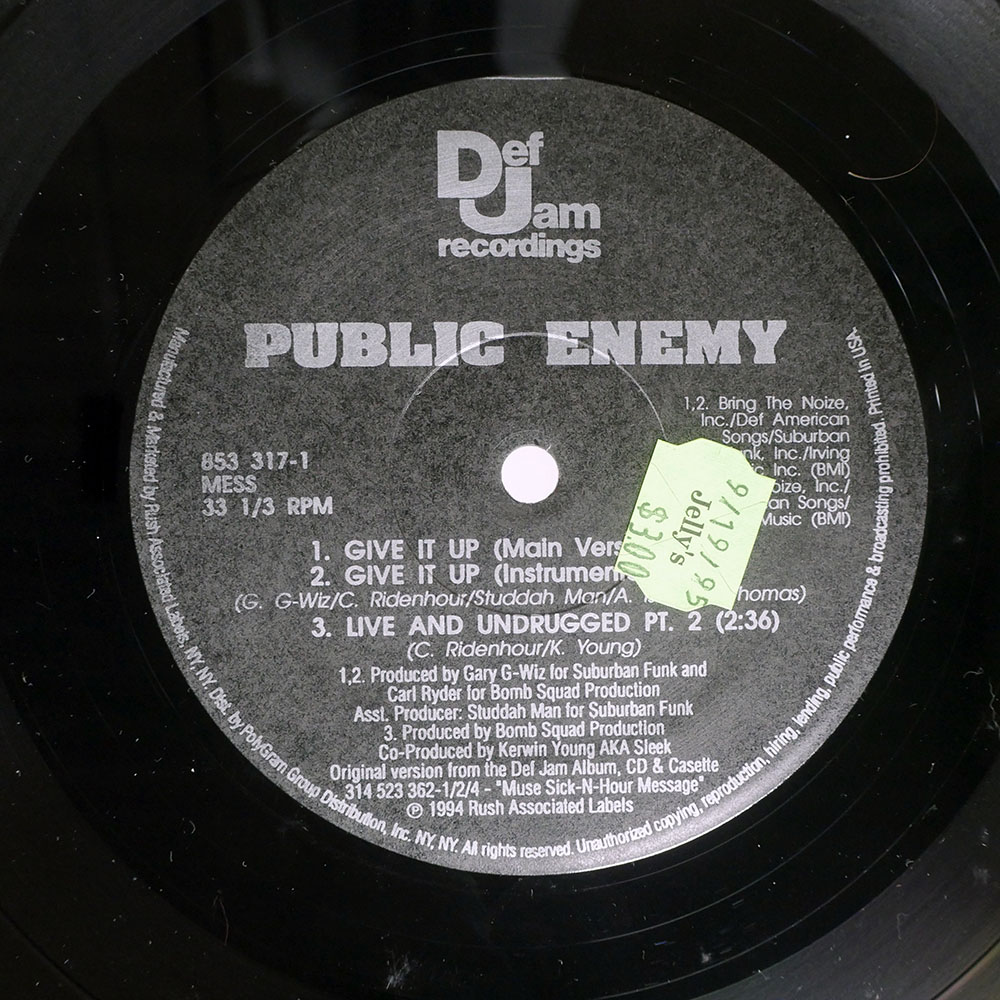 Def
Jam
recordings
PUBLIC ENEMY
1,2. Bring The Noize,
Inc./Def American
Songs/Suburban
Inc./Irving
Inc. (BMI)
Inc./
Songs/
Music (BMI)
853 317-1
MESS
33 1/3 RPM
9/19/95
Jelly's
$3.00
1. GIVE IT UP (Main
2. GIVE IT UP
(G. G-Wiz/C. Ridenhour/Studdah Man/A.
3. LIVE AND UNDRUGGED PT. 2 (2:36)
(C. Ridenhour/K. Young)
1,2. Produced by Gary G-Wiz for Suburban Funk and
Carl Ryder for Bomb Squad Production
Asst. Producer: Studdah Man for Suburban Funk
3. Produced by Bomb Squad Production
Co-Produced by Kerwin Young AKA Sleek
Original version from the Def Jam Album, CD & Casette
314 523 362-1/2/4 - "Muse Sick-N-Hour Message"
℗ 1994 Rush Associated Labels
Manufactured & Marketed by Rush Associated Labels, NY, NY. Dist. by PolyGram Group Distribution, Inc. NY, NY. All rights reserved. Unauthorized copying, reproduction, hiring, lending, public performance & broadcasting prohibited. Printed in USA.